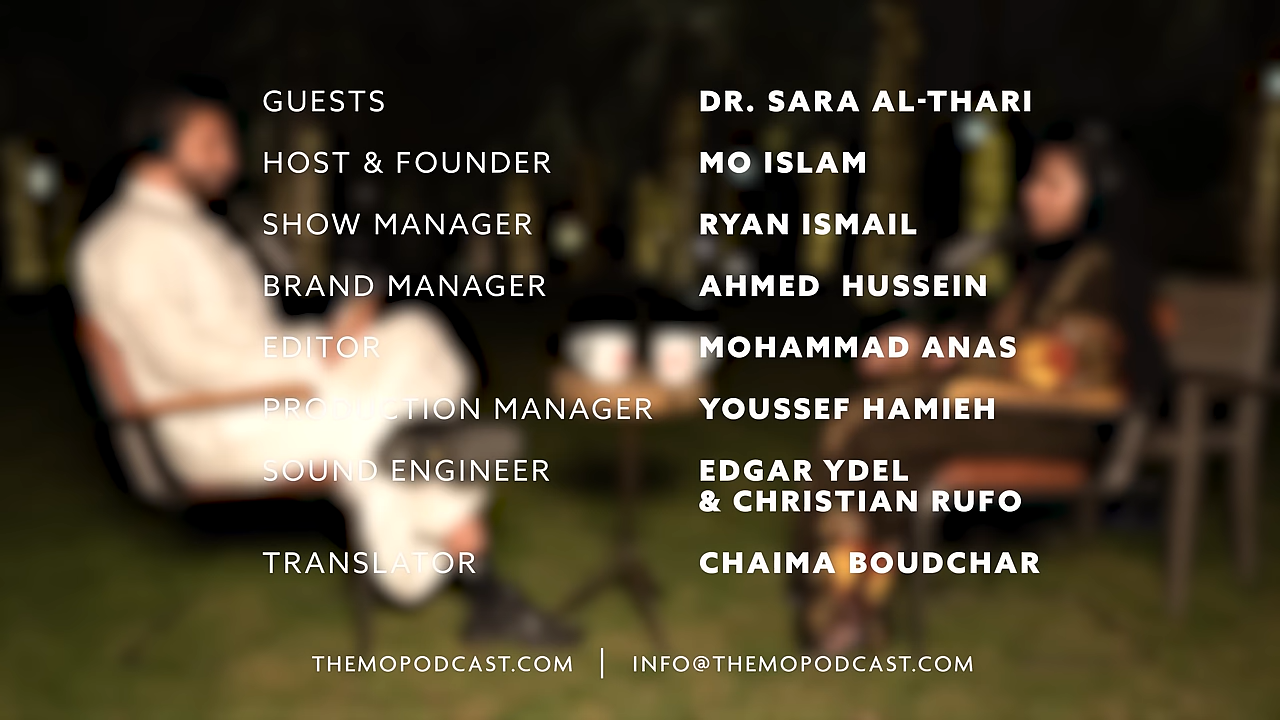 GUESTS DR. SARA AL-THARI
HOST & FOUNDER MO ISLAM
SHOW MANAGER RYAN ISMAIL
BRAND MANAGER AHMED HUSSEIN
EDITOR MOHAMMAD ANAS
PRODUCTION MANAGER YOUSSEF HAMIEH
SOUND ENGINEER EDGAR YDEL
& CHRISTIAN RUFO
TRANSLATOR CHAIMA BOUDCHAR
THEMOPODCAST.COM | INFO@THEMOPODCAST.COM